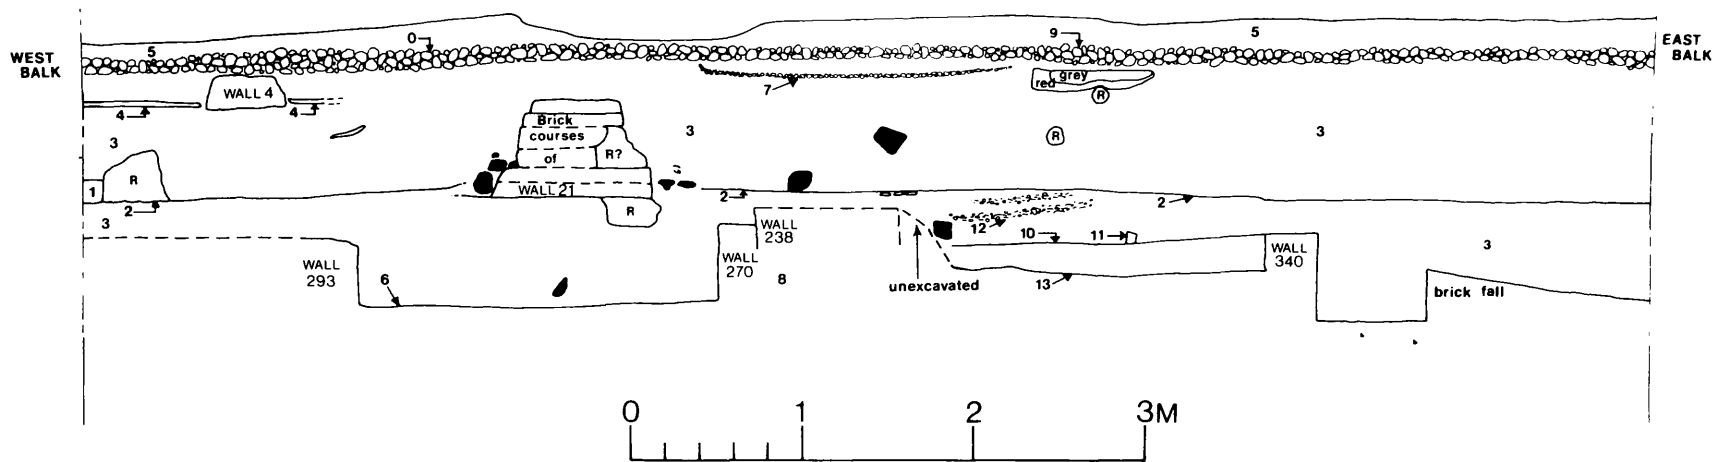 WEST
BALK
5
0
9
5
EAST
BALK
grey
red
R
7
WALL 4
4
4
Brick
courses
of
R?
WALL 21
3
3
R
3
3
1
R
2
R
2
2
12
3
WALL
238
WALL
270
WALL
293
6
8
unexcavated
10
11
13
WALL
340
3
brick fall
0
1
2
3M